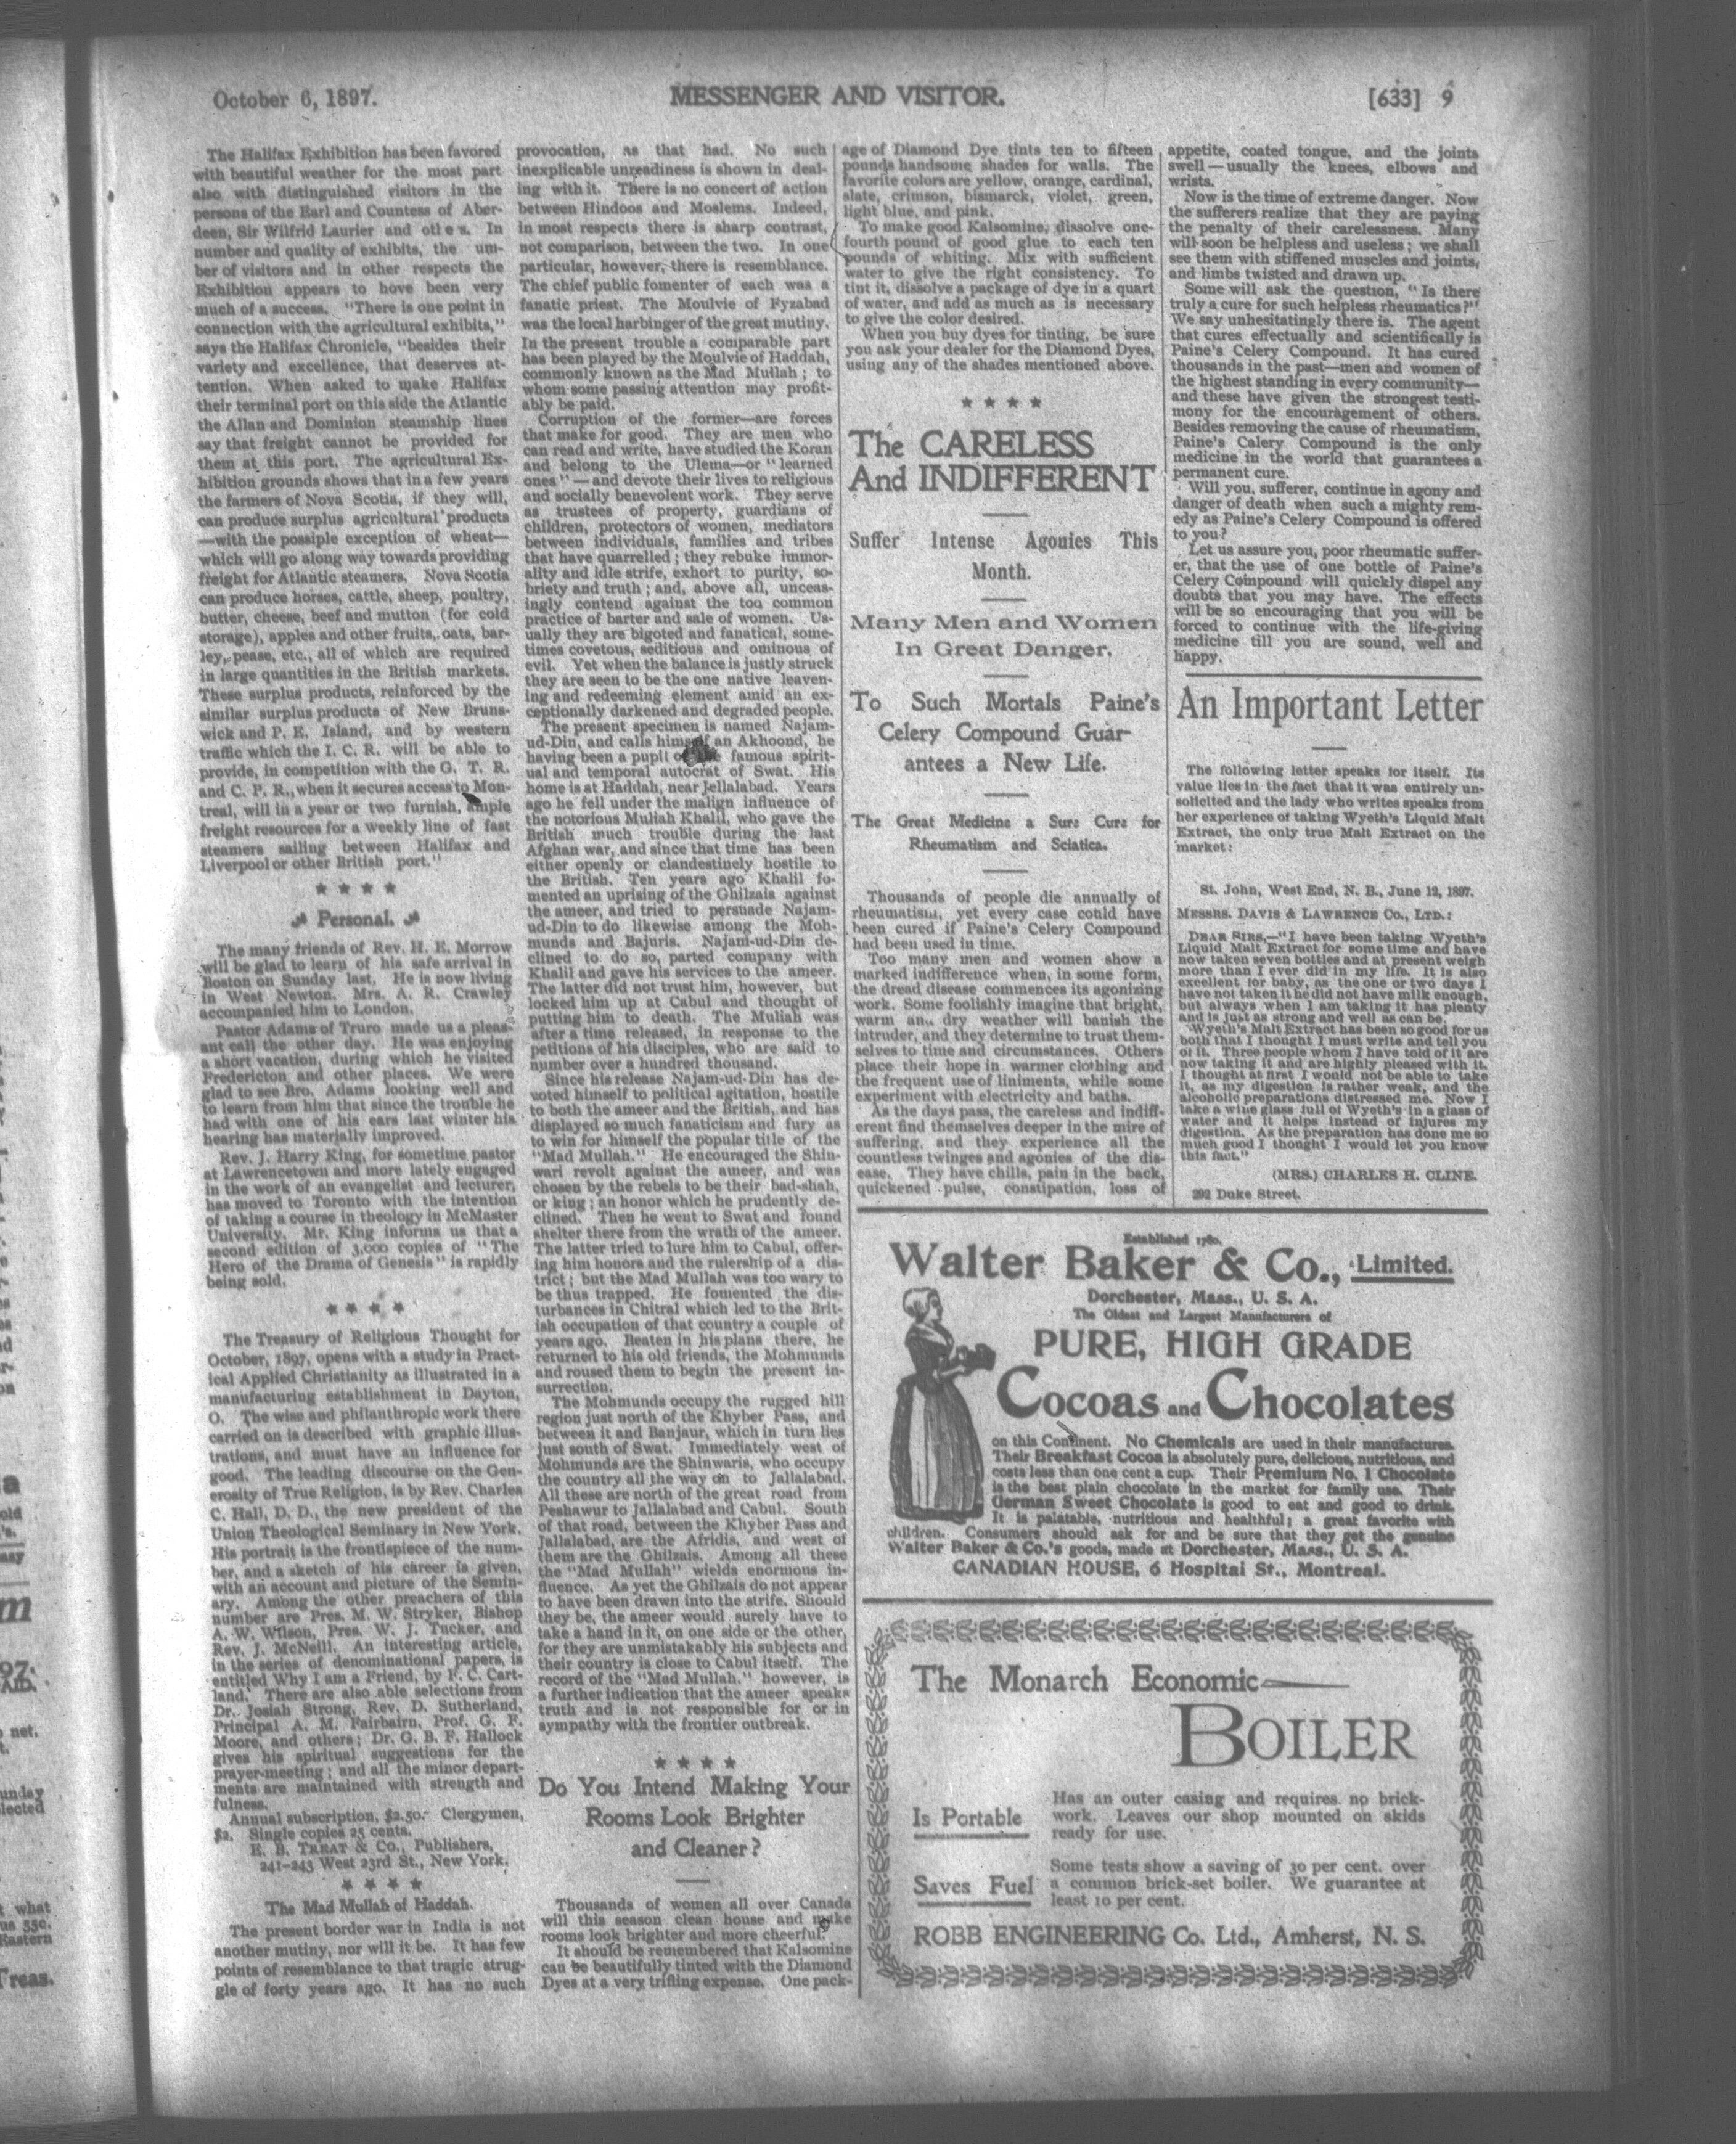 October 6, 1897.
MESSENGER AND VISITOR.
[633] 9
The Halifax Exhibition has been favored
with beautiful weather for the most part
also with distinguished visitors in the
persons of the Earl and Countess of Aber-
deen, Sir Wilfrid Laurier and othe s. In
number and quality of exhibits, the um-
ber of visitors and in other respects the
Exhibition appears to hove been very
much of a success. "There is one point in
connection with the agricultural exhibits,"
says the Halifax Chronicle, "besides their
variety and excellence, that deserves at-
tention. When asked to make Halifax
their terminal port on this side the Atlantic
the Allan and Dominion steamship lines
say that freight cannot be provided for
them at this port. The agricultural Ex-
hibition grounds shows that in a few years
the farmers of Nova Scotia, if they will,
can produce surplus agricultural products
—with the possiple exception of wheat—
which will go along way towards providing
freight for Atlantic steamers. Nova Scotia
can produce horses, cattle, sheep, poultry,
butter, cheese, beef and mutton (for cold
storage), apples and other fruits, oats, bar-
ley, pease, etc., all of which are required
in large quantities in the British markets.
These surplus products, reinforced by the
similar surplus products of New Bruns-
wick and P. E. Island, and by western
traffic which the I. C. R. will be able to
provide, in competition with the G. T. R.
and C. P. R., when it secures access to Mon-
treal, will in a year or two furnish, ample
freight resources for a weekly line of fast
steamers sailing between Halifax and
Liverpool or other British port."
★ ★ ★ ★
Personal.
The many friends of Rev. H. E. Morrow
will be glad to learn of his safe arrival in
Boston on Sunday last. He is now living
in West Newton. Mrs. A. R. Crawley
accompanied him to London.
Pastor Adams of Truro made us a pleas-
ant call the other day. He was enjoying
a short vacation, during which he visited
Fredericton and other places. We were
glad to see Bro. Adams looking well and
to learn from him that since the trouble he
had with one of his ears last winter his
hearing has materially improved.
Rev. J. Harry King, for sometime pastor
at Lawrencetown and more lately engaged
in the work of an evangelist and lecturer,
has moved to Toronto with the intention
of taking a course in theology in McMaster
University. Mr. King informs us that a
second edition of 3,000 copies of "The
Hero of the Drama of Genesis" is rapidly
being sold.
★ ★ ★ ★
The Treasury of Religious Thought for
October, 1897, opens with a study in Pract-
ical Applied Christianity as illustrated in a
manufacturing establishment in Dayton,
O. The wise and philanthropic work there
carried on is described with graphic illus-
trations, and must have an influence for
good. The leading discourse on the Gen-
erosity of True Religion, is by Rev. Charles
C. Hall, D. D., the new president of the
Union Theological Seminary in New York.
His portrait is the frontispiece of the num-
ber, and a sketch of his career is given,
with an account and picture of the Semin-
ary. Among the other preachers of this
number are Pres. M. W. Stryker, Bishop
A. W. Wilson, Pres. W. J. Tucker, and
Rev. J. McNeill. An interesting article,
in the series of denominational papers, is
entitled Why I am a Friend, by F. C. Cart-
land. There are also able selections from
Dr. Josiah Strong, Rev. D. Sutherland,
Principal A. M. Fairbairn, Prof. G. F.
Moore, and others; Dr. G. B. F. Hallock
gives his spiritual suggestions for the
prayer-meeting; and all the minor depart-
ments are maintained with strength and
fulness.
Annual subscription, $2.50. Clergymen,
$2. Single copies 25 cents.
E. B. TREAT & Co., Publishers,
241-243 West 23rd St., New York.
★ ★ ★ ★
The Mad Mullah of Haddah.
The present border war in India is not
another mutiny, nor will it be. It has few
points of resemblance to that tragic strug-
gle of forty years ago. It has no such
provocation, as that had. No such
inexplicable unreadiness is shown in deal-
ing with it. There is no concert of action
between Hindoos and Moslems. Indeed,
in most respects there is sharp contrast,
not comparison, between the two. In one
particular, however, there is resemblance.
The chief public fomenter of each was a
fanatic priest. The Moulvie of Fyzabad
was the local harbinger of the great mutiny.
In the present trouble a comparable part
has been played by the Moulvie of Haddah,
commonly known as the Mad Mullah; to
whom some passing attention may profit-
ably be paid.
Corruption of the former—are forces
that make for good. They are men who
can read and write, have studied the Koran
and belong to the Ulema—or "learned
ones"—and devote their lives to religious
and socially benevolent work. They serve
as trustees of property, guardians of
children, protectors of women, mediators
between individuals, families and tribes
that have quarrelled; they rebuke immor-
ality and idle strife, exhort to purity, so-
briety and truth; and, above all, unceas-
ingly contend against the too common
practice of barter and sale of women. Us-
ually they are bigoted and fanatical, some-
times covetous, seditious and ominous of
evil. Yet when the balance is justly struck
they are seen to be the one native leaven-
ing and redeeming element amid an ex-
ceptionally darkened and degraded people.
The present specimen is named Najam-
ud-Din, and calls himself an Akhoond, he
having been a pupil of famous spirit-
ual and temporal autocrat of Swat. His
home is at Haddah, near Jellalabad. Years
ago he fell under the malign influence of
the notorious Mullah Khalil, who gave the
British much trouble during the last
Afghan war, and since that time has been
either openly or clandestinely hostile to
the British. Ten years ago Khalil fo-
mented an uprising of the Ghilzais against
the ameer, and tried to persuade Najam-
ud-Din to do likewise among the Moh-
munds and Bajuris. Najam-ud-Din de-
clined to do so, parted company with
Khalil and gave his services to the ameer.
The latter did not trust him, however, but
locked him up at Cabul and thought of
putting him to death. The Mullah was
after a time released, in response to the
petitions of his disciples, who are said to
number over a hundred thousand.
Since his release Najam-ud-Din has de-
voted himself to political agitation, hostile
to both the ameer and the British, and has
displayed so much fanaticism and fury as
to win for himself the popular title of the
"Mad Mullah." He encouraged the Shin-
wari revolt against the ameer, and was
chosen by the rebels to be their bad-shah,
or king; an honor which he prudently de-
clined. Then he went to Swat and found
shelter there from the wrath of the ameer.
The latter tried to lure him to Cabul, offer-
ing him honors and the rulership of a dis-
trict; but the Mad Mullah was too wary to
be thus trapped. He fomented the dis-
turbances in Chitral which led to the Brit-
ish occupation of that country a couple of
years ago. Beaten in his plans there, he
returned to his old friends, the Mohmunds
and roused them to begin the present in-
surrection.
The Mohmunds occupy the rugged hill
region just north of the Khyber Pass, and
between it and Banjaur, which in turn lies
just south of Swat. Immediately west of
Mohmunds are the Shinwaris, who occupy
the country all the way on to Jallalabad.
All these are north of the great road from
Peshawur to Jallalabad and Cabul. South
of that road, between the Khyber Pass and
Jallalabad, are the Afridis, and west of
them are the Ghilzais. Among all these
the "Mad Mullah" wields enormous in-
fluence. As yet the Ghilzais do not appear
to have been drawn into the strife. Should
they be, the ameer would surely have to
take a hand in it, on one side or the other,
for they are unmistakably his subjects and
their country is close to Cabul itself. The
record of the "Mad Mullah." however, is
a further indication that the ameer speaks
truth and is not responsible for or in
sympathy with the frontier outbreak.
★ ★ ★ ★
Do You Intend Making Your
Rooms Look Brighter
and Cleaner?
Thousands of women all over Canada
will this season clean house and make
rooms look brighter and more cheerful.
It should be remembered that Kalsomine
can be beautifully tinted with the Diamond
Dyes at a very trifling expense. One pack-
age of Diamond Dye tints ten to fifteen
pounds handsome shades for walls. The
favorite colors are yellow, orange, cardinal,
slate, crimson, bismarck, violet, green,
light blue, and pink.
To make good Kalsomine, dissolve one-
fourth pound of good glue to each ten
pounds of whiting. Mix with sufficient
water to give the right consistency. To
tint it, dissolve a package of dye in a quart
of water, and add as much as is necessary
to give the color desired.
When you buy dyes for tinting, be sure
you ask your dealer for the Diamond Dyes,
using any of the shades mentioned above.
★ ★ ★ ★
The CARELESS
And INDIFFERENT
Suffer Intense Agonies This
Month.
Many Men and Women
In Great Danger.
To Such Mortals Paine's
Celery Compound Guar-
antees a New Life.
The Great Medicine a Sure Cure for
Rheumatism and Sciatica.
Thousands of people die annually of
rheumatism, yet every case could have
been cured if Paine's Celery Compound
had been used in time.
Too many men and women show a
marked indifference when, in some form,
the dread disease commences its agonizing
work. Some foolishly imagine that bright,
warm and dry weather will banish the
intruder, and they determine to trust them-
selves to time and circumstances. Others
place their hope in warmer clothing and
the frequent use of liniments, while some
experiment with electricity and baths.
As the days pass, the careless and indiff-
erent find themselves deeper in the mire of
suffering, and they experience all the
countless twinges and agonies of the dis-
ease. They have chills, pain in the back,
quickened pulse, constipation, loss of
appetite, coated tongue, and the joints
swell—usually the knees, elbows and
wrists.
Now is the time of extreme danger. Now
the sufferers realize that they are paying
the penalty of their carelessness. Many
will soon be helpless and useless; we shall
see them with stiffened muscles and joints,
and limbs twisted and drawn up.
Some will ask the question, "Is there
truly a cure for such helpless rheumatics?"
We say unhesitatingly there is. The agent
that cures effectually and scientifically is
Paine's Celery Compound. It has cured
thousands in the past—men and women of
the highest standing in every community—
and these have given the strongest testi-
mony for the encouragement of others.
Besides removing the cause of rheumatism,
Paine's Calery Compound is the only
medicine in the world that guarantees a
permanent cure.
Will you, sufferer, continue in agony and
danger of death when such a mighty rem-
edy as Paine's Celery Compound is offered
to you?
Let us assure you, poor rheumatic suffer-
er, that the use of one bottle of Paine's
Celery Compound will quickly dispel any
doubts that you may have. The effects
will be so encouraging that you will be
forced to continue with the life-giving
medicine till you are sound, well and
happy.
An Important Letter
The following letter speaks for itself. Its
value lies in the fact that it was entirely un-
solicited and the lady who writes speaks from
her experience of taking Wyeth's Liquid Malt
Extract, the only true Malt Extract on the
market:
St. John, West End, N. B., June 12, 1897.
MESSRS. DAVIS & LAWRENCE CO., LTD.:
DEAR SIRS,—"I have been taking Wyeth's
Liquid Malt Extract for some time and have
now taken seven bottles and at present weigh
more than I ever did in my life. It is also
excellent for baby, as the one or two days I
have not taken it he did not have milk enough,
but always when I am taking it has plenty
and is just as strong and well as can be.
Wyeth's Malt Extract has been so good for us
both that I thought I must write and tell you
of it. Three people whom I have told of it are
now taking it and are highly pleased with it.
I thought at first I would not be able to take
it, as my digestion is rather weak, and the
alcoholic preparations distressed me. Now I
take a wine glass full of Wyeth's in a glass of
water and it helps instead of injures my
digestion. As the preparation has done me so
much good I thought I would let you know
this fact."
(MRS.) CHARLES H. CLINE.
292 Duke Street.
Established 1780.
Walter Baker & Co., Limited.
Dorchester, Mass., U. S. A.
The Oldest and Largest Manufacturers of
PURE, HIGH GRADE
Cocoas and Chocolates
on this Continent. No Chemicals are used in their manufactures.
Their Breakfast Cocoa is absolutely pure, delicious, nutritious, and
costs less than one cent a cup. Their Premium No. 1 Chocolate
is the best plain chocolate in the market for family use. Their
German Sweet Chocolate is good to eat and good to drink.
It is palatable, nutritious and healthful; a great favorite with
children. Consumers should ask for and be sure that they get the genuine
Walter Baker & Co.'s goods, made at Dorchester, Mass., U. S. A.
CANADIAN HOUSE, 6 Hospital St., Montreal.
The Monarch Economic
BOILER
Is Portable
Has an outer casing and requires no brick-
work. Leaves our shop mounted on skids
ready for use.
Saves Fuel
Some tests show a saving of 30 per cent. over
a common brick-set boiler. We guarantee at
least 10 per cent.
ROBB ENGINEERING Co. Ltd., Amherst, N. S.